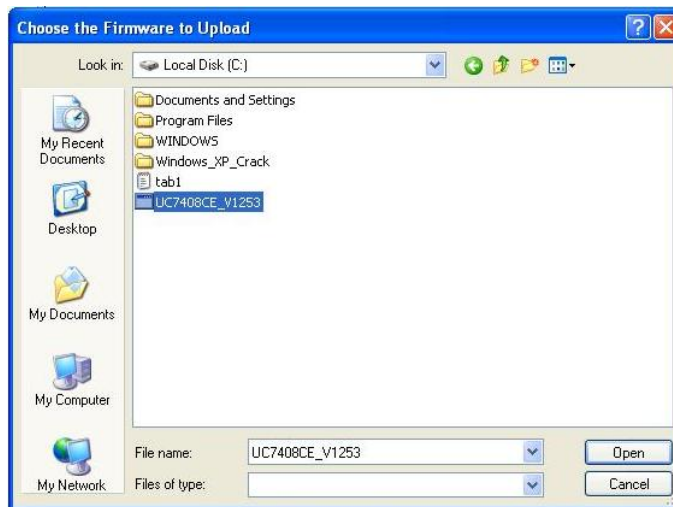 Choose the Firmware to Upload
Look in: Local Disk (C:)
My Recent
Documents
Desktop
My Documents
My Computer
My Network
Documents and Settings
Program Files
WINDOWS
Windows_XP_Crack
tab1
UC7408CE_V1253
File name: UC7408CE_V1253 Open
Files of type: Cancel